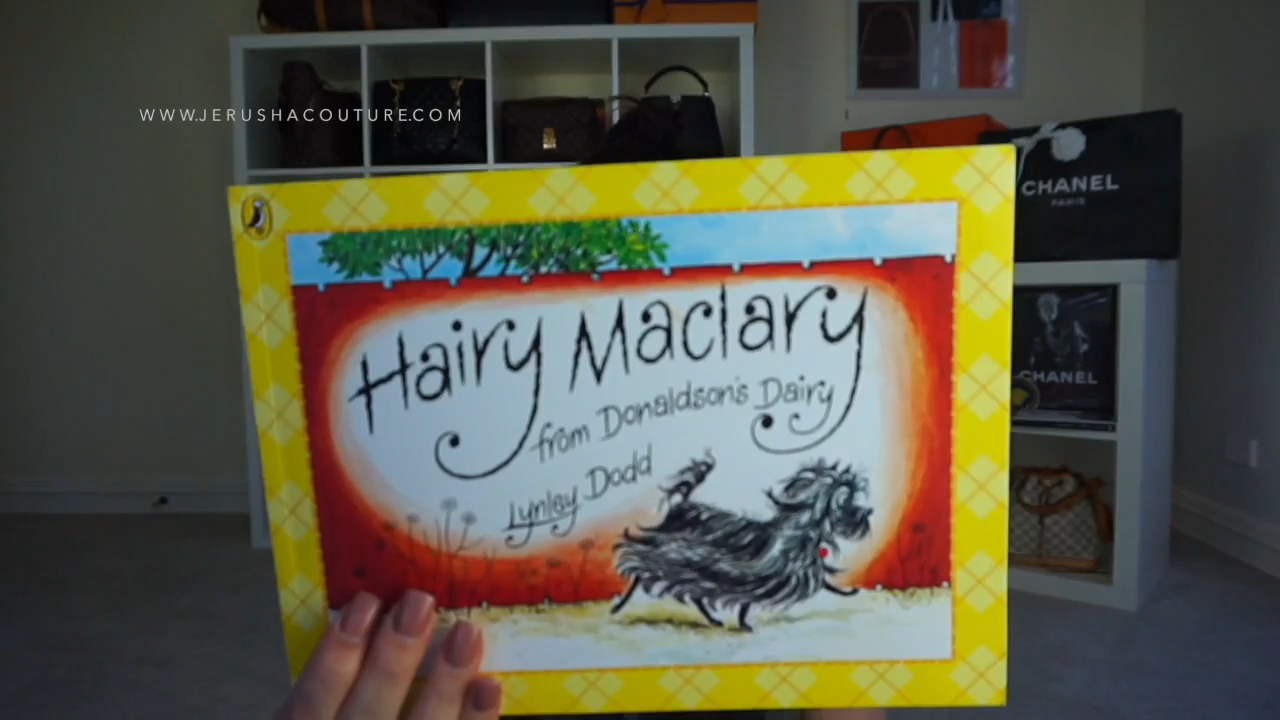 WWW.JERUSHACOUTURE.COM
CHANEL
PARIS
Hairy Maclary
from Donaldson's Dairy
Lynley Dodd
CHANEL